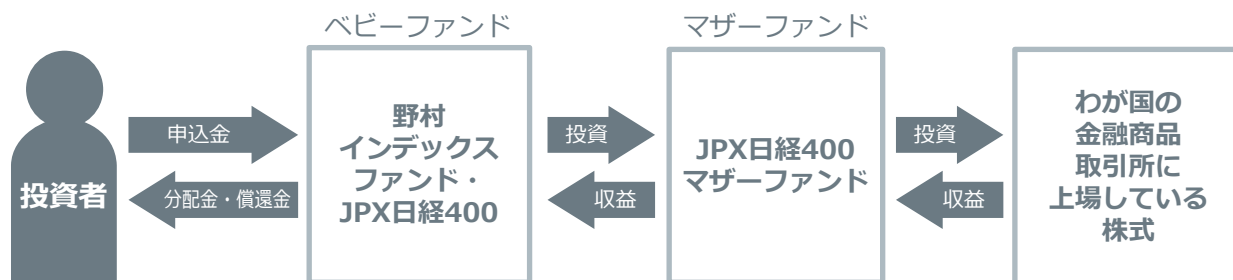 ベビーファンド
マザーファンド
投資者
申込金
分配金・償還金
野村
インデックス
ファンド・
JPX日経400
投資
収益
JPX日経400
マザーファンド
投資
収益
わが国の
金融商品
取引所に
上場している
株式